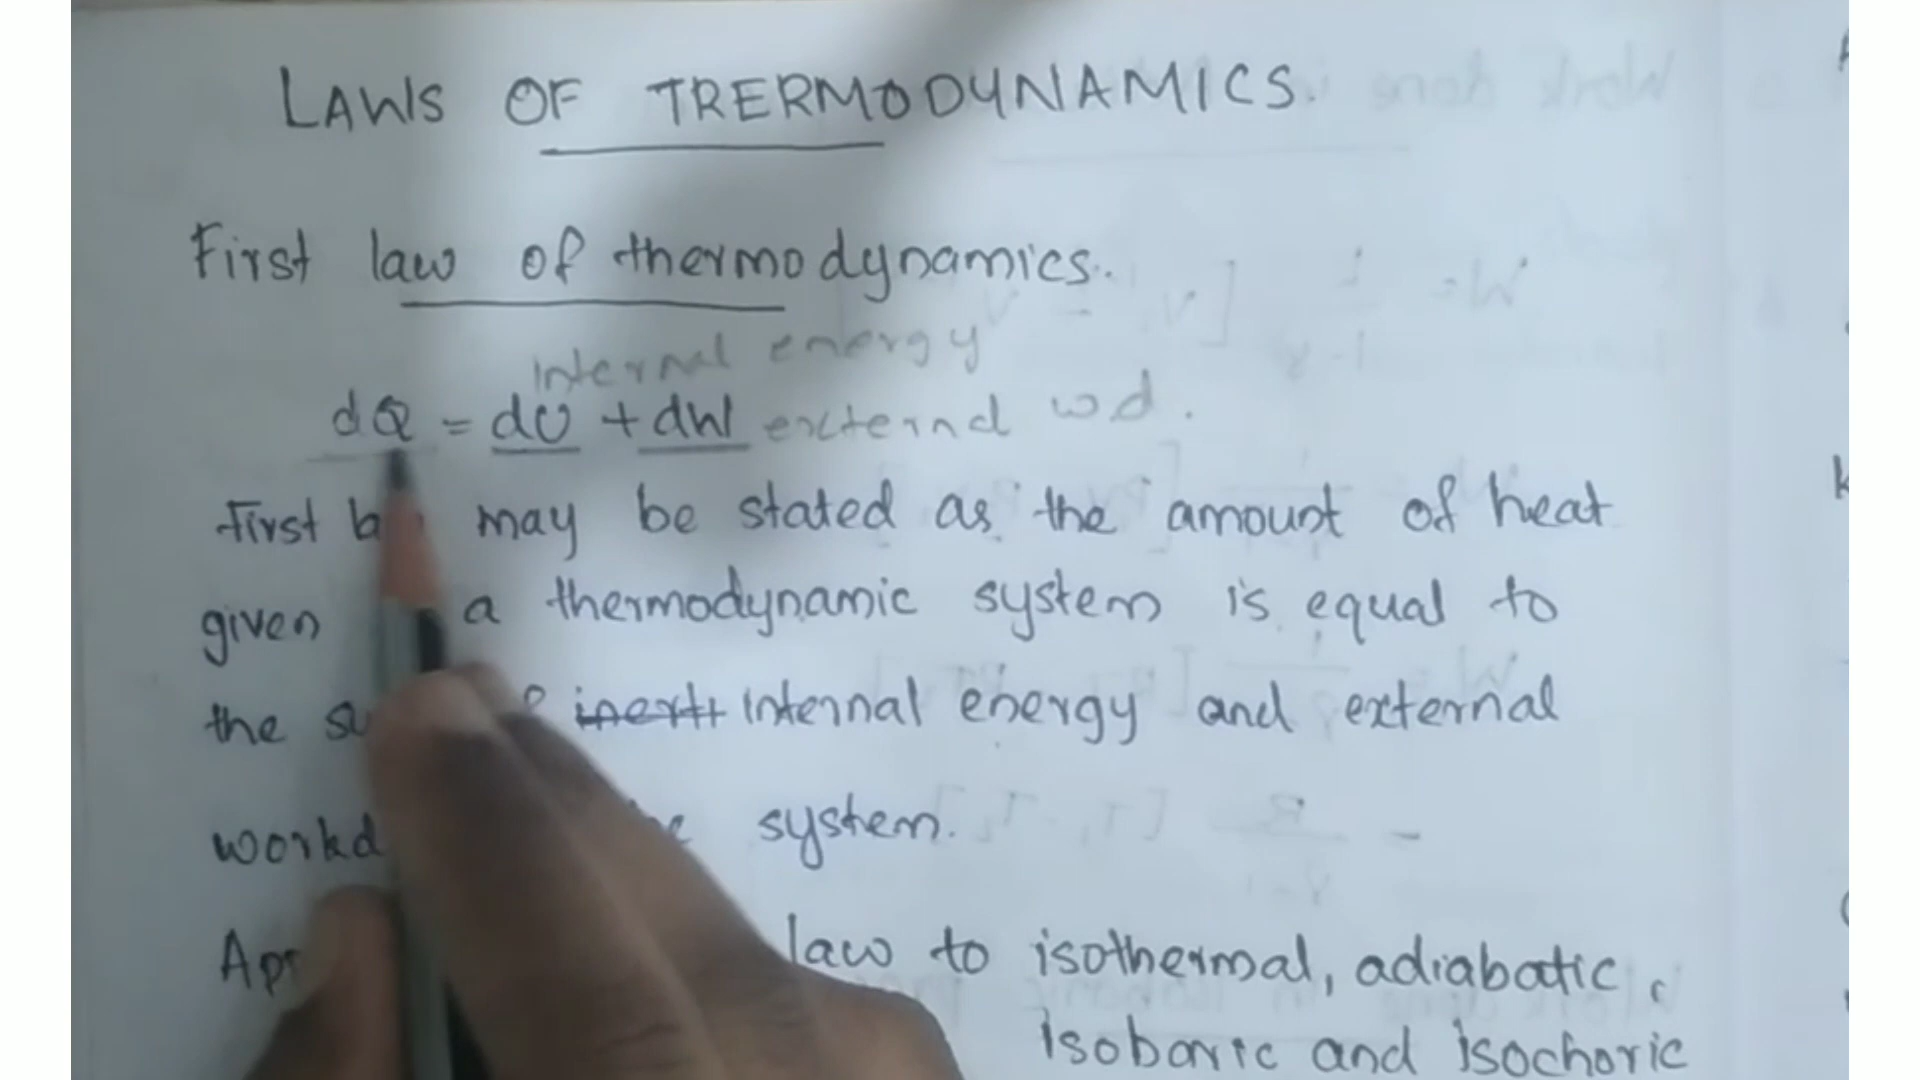 LAWS OF TRERMODYNAMICS.
First law of thermodynamics.
internal energy
dQ = dU + dW external wd.
First may be stated as the amount of heat
given a thermodynamic system is equal to
the internal energy and external
system.
law to isothermal, adiabatic,
isobaric and isochoric